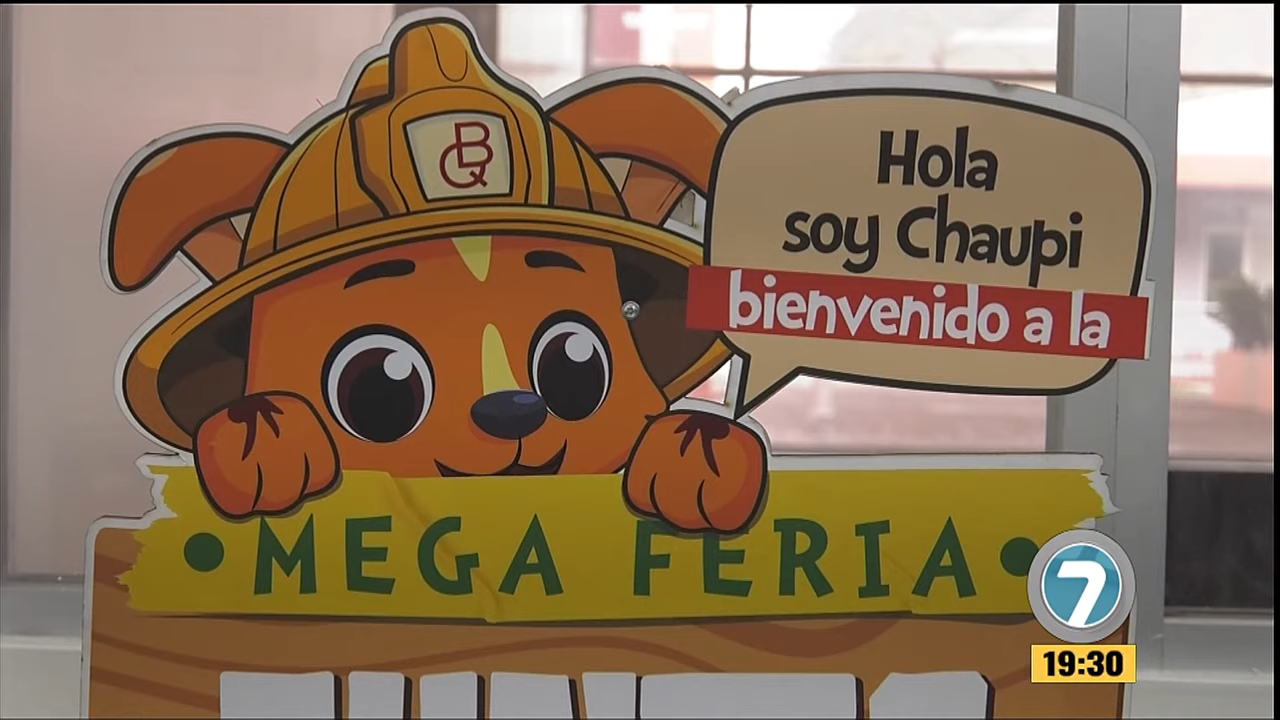 BQ
Hola
soy Chaupi
bienvenido a la
• MEGA FERIA •
7
19:30